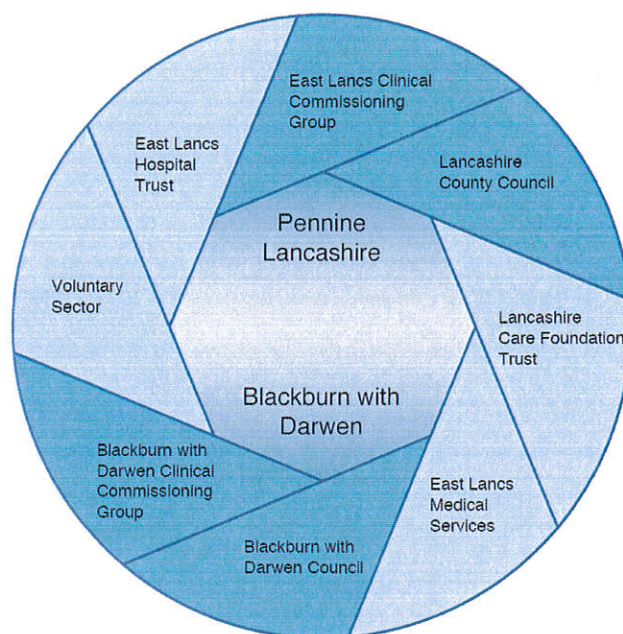 East Lancs Clinical
Commissioning
Group
Lancashire
County Council
East Lancs
Hospital
Trust
Pennine
Lancashire
Voluntary
Sector
Lancashire
Care Foundation
Trust
Blackburn with
Darwen
Blackburn with
Darwen Clinical
Commissioning
Group
East Lancs
Medical
Services
Blackburn with
Darwen Council